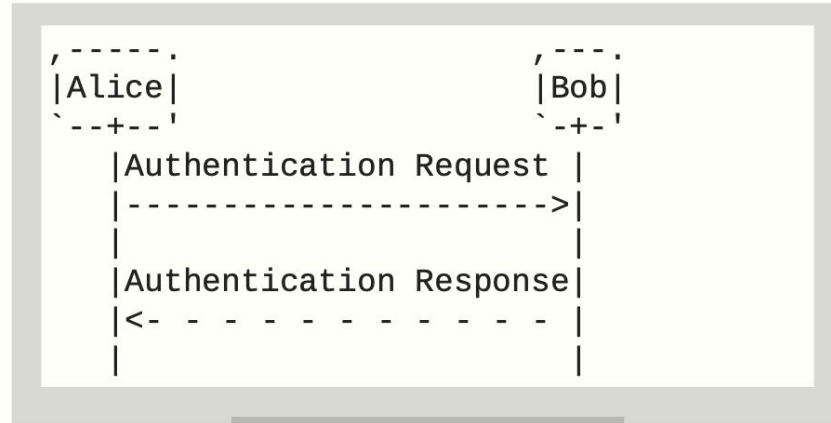 ,-----.                    ,---.
|Alice|                    |Bob|
`--+--'                    `-+-'
   |Authentication Request |
   |---------------------->|
   |                       |
   |Authentication Response|
   |<- - - - - - - - - - - |
   |                       |